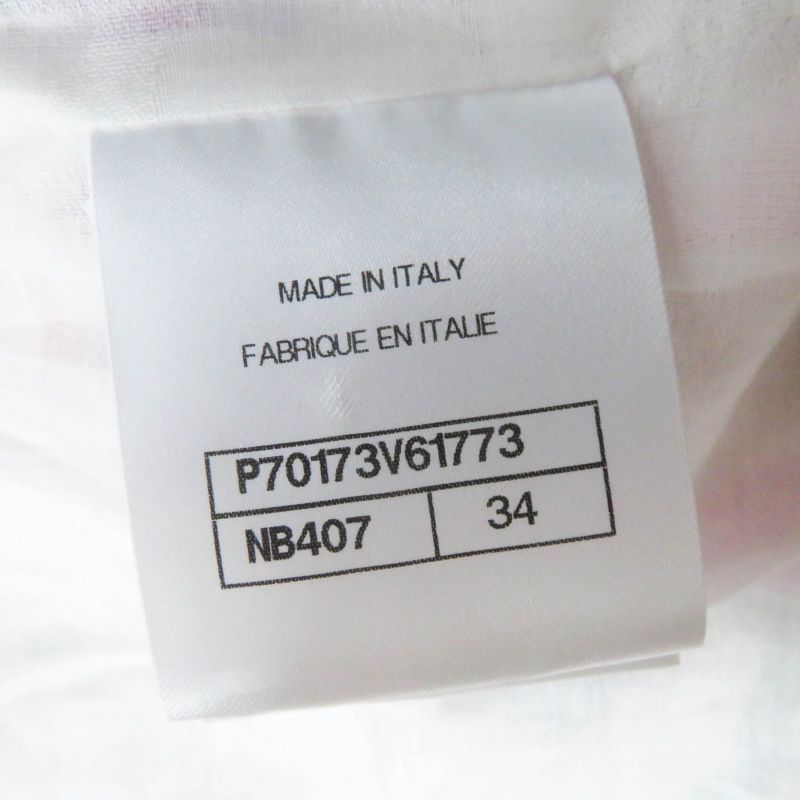 MADE IN ITALY
FABRIQUE EN ITALIE
P70173V61773
NB407 34